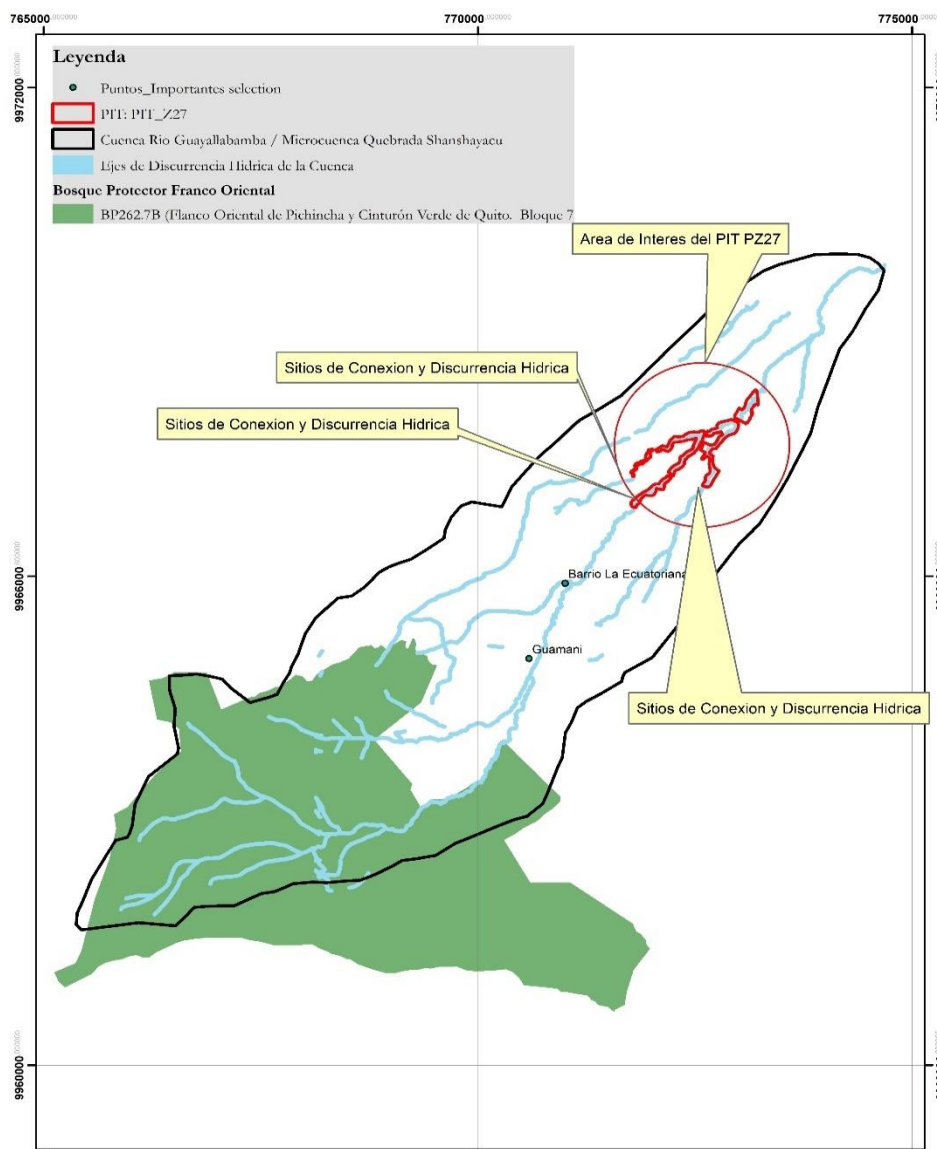 765000.000000
770000.000000
775000.000000
Leyenda
Puntos_Importantes selection
PIT: PIT_Z27
Cuenca Rio Guayallabamba / Microcuenca Quebrada Shanshayacu
Ejes de Discurrencia Hidrica de la Cuenca
Bosque Protector Franco Oriental
BP262.7B (Flanco Oriental de Pichincha y Cinturón Verde de Quito. Bloque 7
9972000
Area de Interes del PIT PZ27
Sitios de Conexion y Discurrencia Hidrica
Sitios de Conexion y Discurrencia Hidrica
9966000
Barrio La Ecuatoriana
Guamani
Sitios de Conexion y Discurrencia Hidrica
9960000